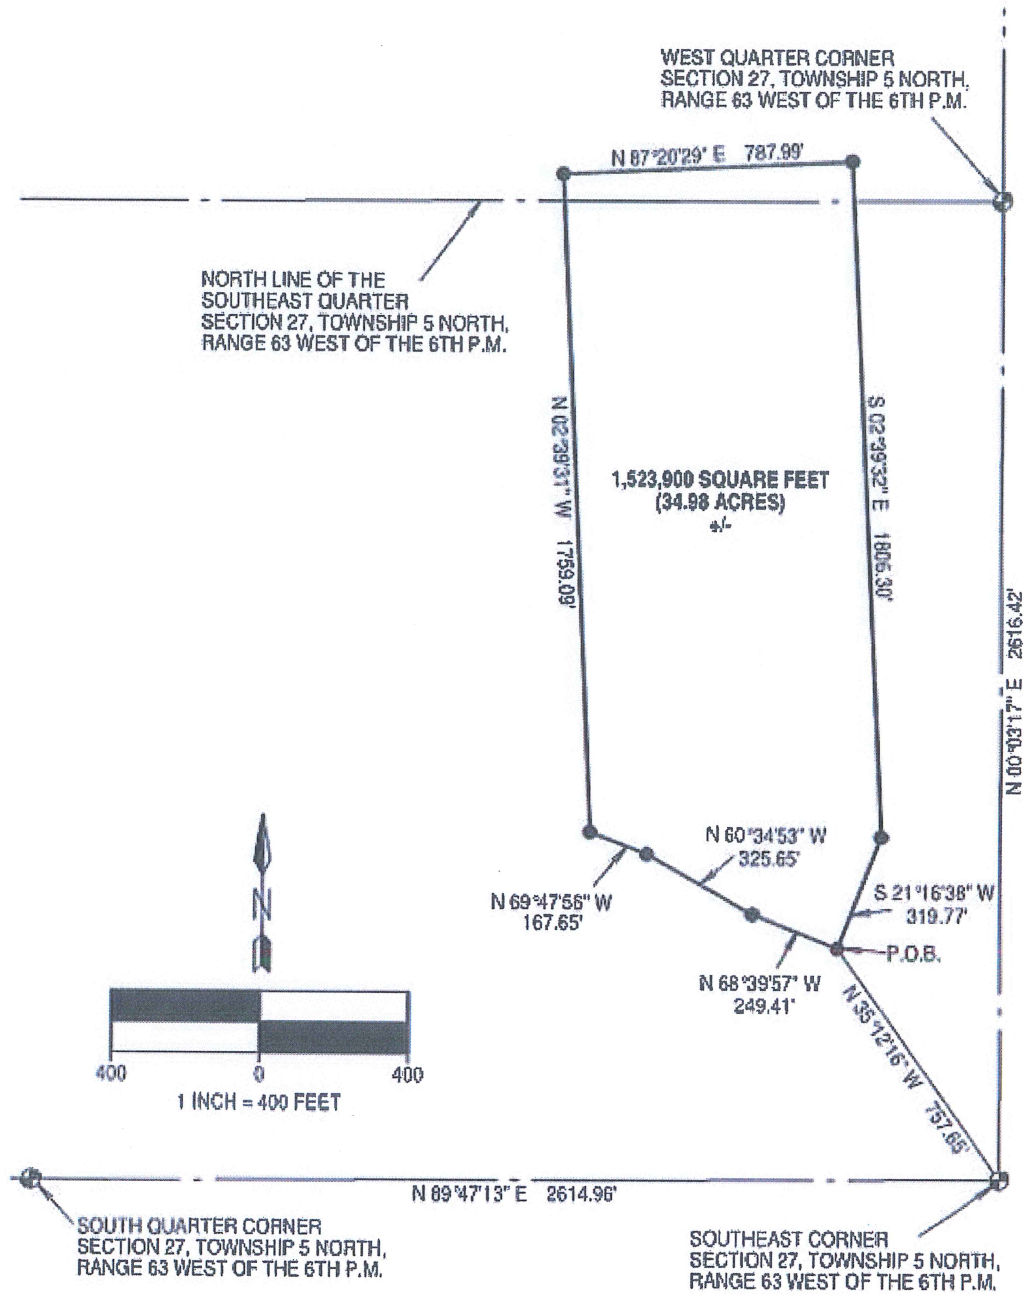 WEST QUARTER CORNER
SECTION 27, TOWNSHIP 5 NORTH,
RANGE 63 WEST OF THE 6TH P.M.
N 87°20'29" E 787.99'
NORTH LINE OF THE
SOUTHEAST QUARTER
SECTION 27, TOWNSHIP 5 NORTH,
RANGE 63 WEST OF THE 6TH P.M.
N 02°39'31" W 1759.09'
S 02°39'32" E 1806.30'
1,523,900 SQUARE FEET
(34.98 ACRES)
+/-
N 00°03'17" E 2616.42'
N 60°34'53" W
325.65'
N 69°47'56" W
167.65'
S 21°16'38" W
319.77'
P.O.B.
N 68°39'57" W
249.41'
N 35°12'16" W 757.65'
N
400 0 400
1 INCH = 400 FEET
N 89°47'13" E 2614.96'
SOUTH QUARTER CORNER
SECTION 27, TOWNSHIP 5 NORTH,
RANGE 63 WEST OF THE 6TH P.M.
SOUTHEAST CORNER
SECTION 27, TOWNSHIP 5 NORTH,
RANGE 63 WEST OF THE 6TH P.M.